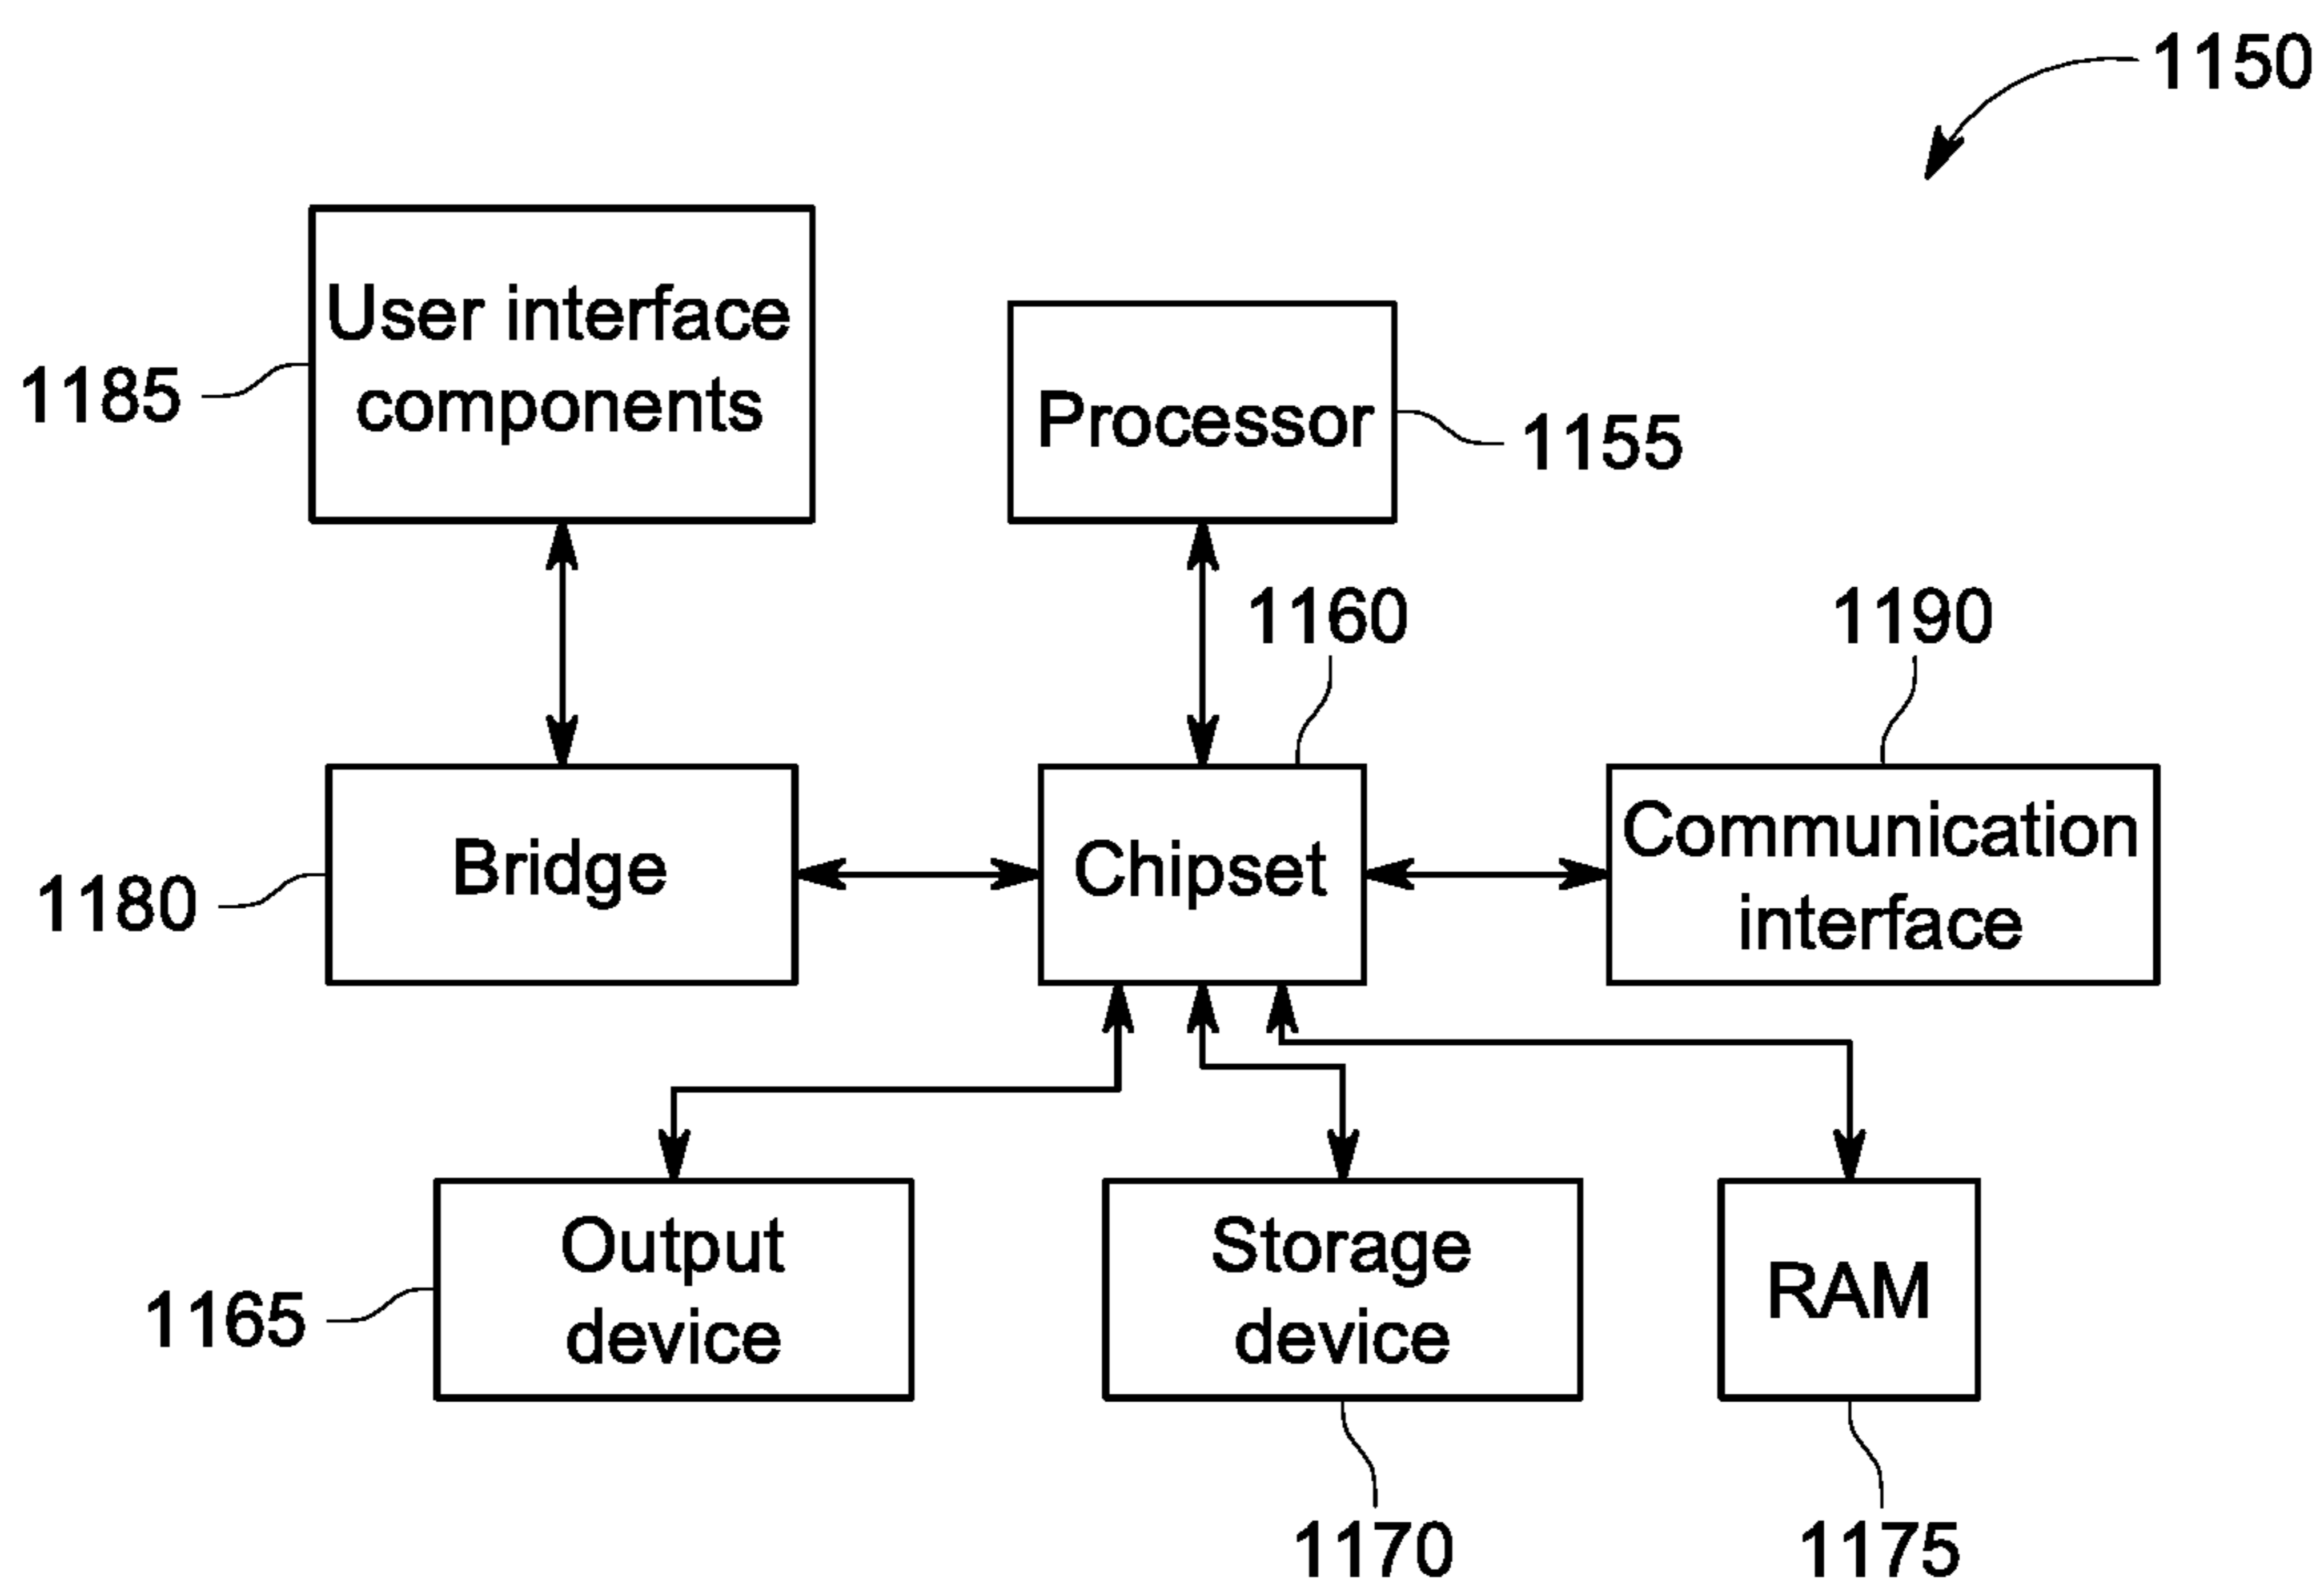 1150
User interface
components
1185
Processor
1155
1160
1190
Bridge
1180
Chipset
Communication
interface
Output
device
1165
Storage
device
RAM
1170
1175